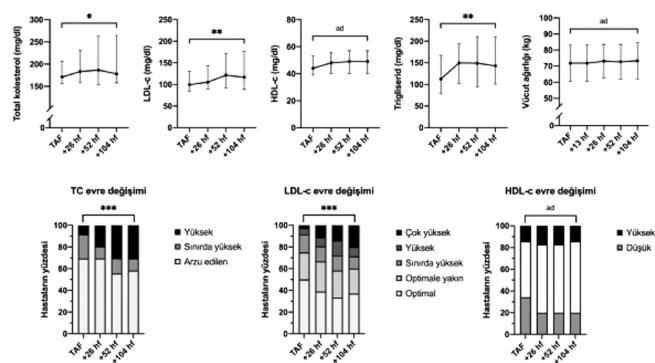 Total kolesterol (mg/dl)
300
250
200
150
0
*
TAF
+26 hf
+52 hf
+104 hf
LDL-c (mg/dl)
200
150
100
50
0
**
TAF
+26 hf
+52 hf
+104 hf
HDL-c (mg/dl)
80
60
40
20
0
ad
TAF
+26 hf
+52 hf
+104 hf
Trigliserid (mg/dl)
250
200
150
100
50
0
**
TAF
+26 hf
+52 hf
+104 hf
Vücut ağırlığı (kg)
100
90
80
70
60
0
ad
TAF
+13 hf
+26 hf
+52 hf
+104 hf
TC evre değişimi
***
Hastaların yüzdesi
100
80
60
40
20
0
TAF
+26 hf
+52 hf
+104 hf
Yüksek
Sınırda yüksek
Arzu edilen
LDL-c evre değişimi
***
Hastaların yüzdesi
100
80
60
40
20
0
TAF
+26 hf
+52 hf
+104 hf
Çok yüksek
Yüksek
Sınırda yüksek
Optimale yakın
Optimal
HDL-c evre değişimi
ad
Hastaların yüzdesi
100
80
60
40
20
0
TAF
+26 hf
+52 hf
+104 hf
Yüksek
Düşük